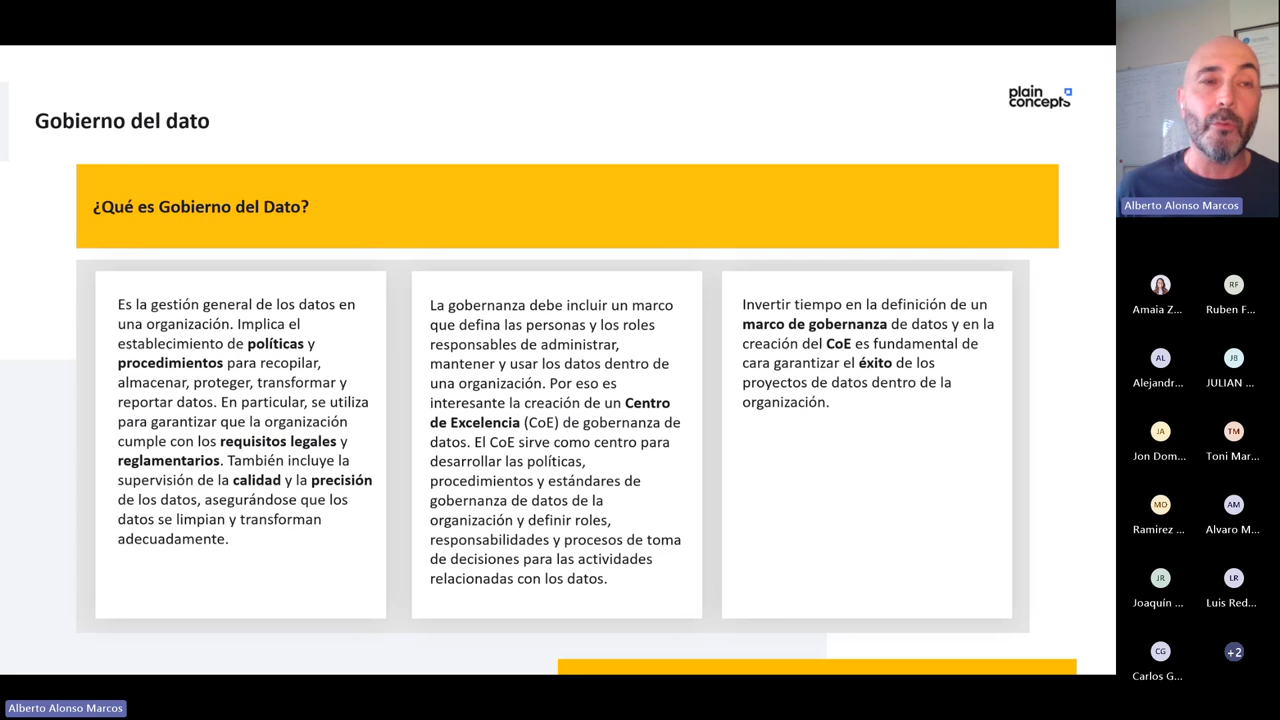 Gobierno del dato
plain
concepts
¿Qué es Gobierno del Dato?
Es la gestión general de los datos en
una organización. Implica el
establecimiento de políticas y
procedimientos para recopilar,
almacenar, proteger, transformar y
reportar datos. En particular, se utiliza
para garantizar que la organización
cumple con los requisitos legales y
reglamentarios. También incluye la
supervisión de la calidad y la precisión
de los datos, asegurándose que los
datos se limpian y transforman
adecuadamente.
La gobernanza debe incluir un marco
que defina las personas y los roles
responsables de administrar,
mantener y usar los datos dentro de
una organización. Por eso es
interesante la creación de un Centro
de Excelencia (CoE) de gobernanza de
datos. El CoE sirve como centro para
desarrollar las políticas,
procedimientos y estándares de
gobernanza de datos de la
organización y definir roles,
responsabilidades y procesos de toma
de decisiones para las actividades
relacionadas con los datos.
Invertir tiempo en la definición de un
marco de gobernanza de datos y en la
creación del CoE es fundamental de
cara garantizar el éxito de los
proyectos de datos dentro de la
organización.
Alberto Alonso Marcos
Amaia Z...
RF
Ruben F...
AL
Alejandr...
JB
JULIAN ...
JA
Jon Dom...
TM
Toni Mar...
MO
Ramirez ...
AM
Alvaro M...
JR
Joaquín ...
LR
Luis Red...
CG
Carlos G...
+2
Alberto Alonso Marcos